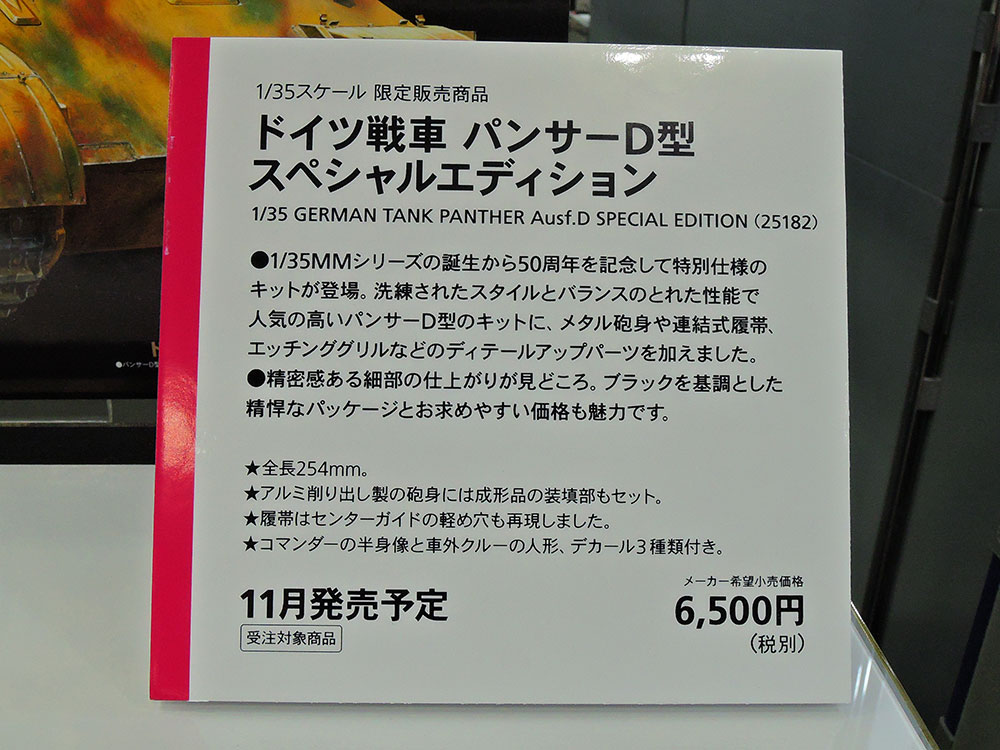 1/35スケール 限定販売商品
ドイツ戦車 パンサーD型
スペシャルエディション
1/35 GERMAN TANK PANTHER Ausf.D SPECIAL EDITION (25182)
●1/35MMシリーズの誕生から50周年を記念して特別仕様の
キットが登場。洗練されたスタイルとバランスのとれた性能で
人気の高いパンサーD型のキットに、メタル砲身や連結式履帯、
エッチンググリルなどのディテールアップパーツを加えました。
●精密感ある細部の仕上がりが見どころ。ブラックを基調とした
精悍なパッケージとお求めやすい価格も魅力です。
★全長254mm。
★アルミ削り出し製の砲身には成形品の装填部もセット。
★履帯はセンターガイドの軽め穴も再現しました。
★コマンダーの半身像と車外クルーの人形、デカール3種類付き。
11月発売予定
受注対象商品
メーカー希望小売価格
6,500円
(税別)
●パンサーD型